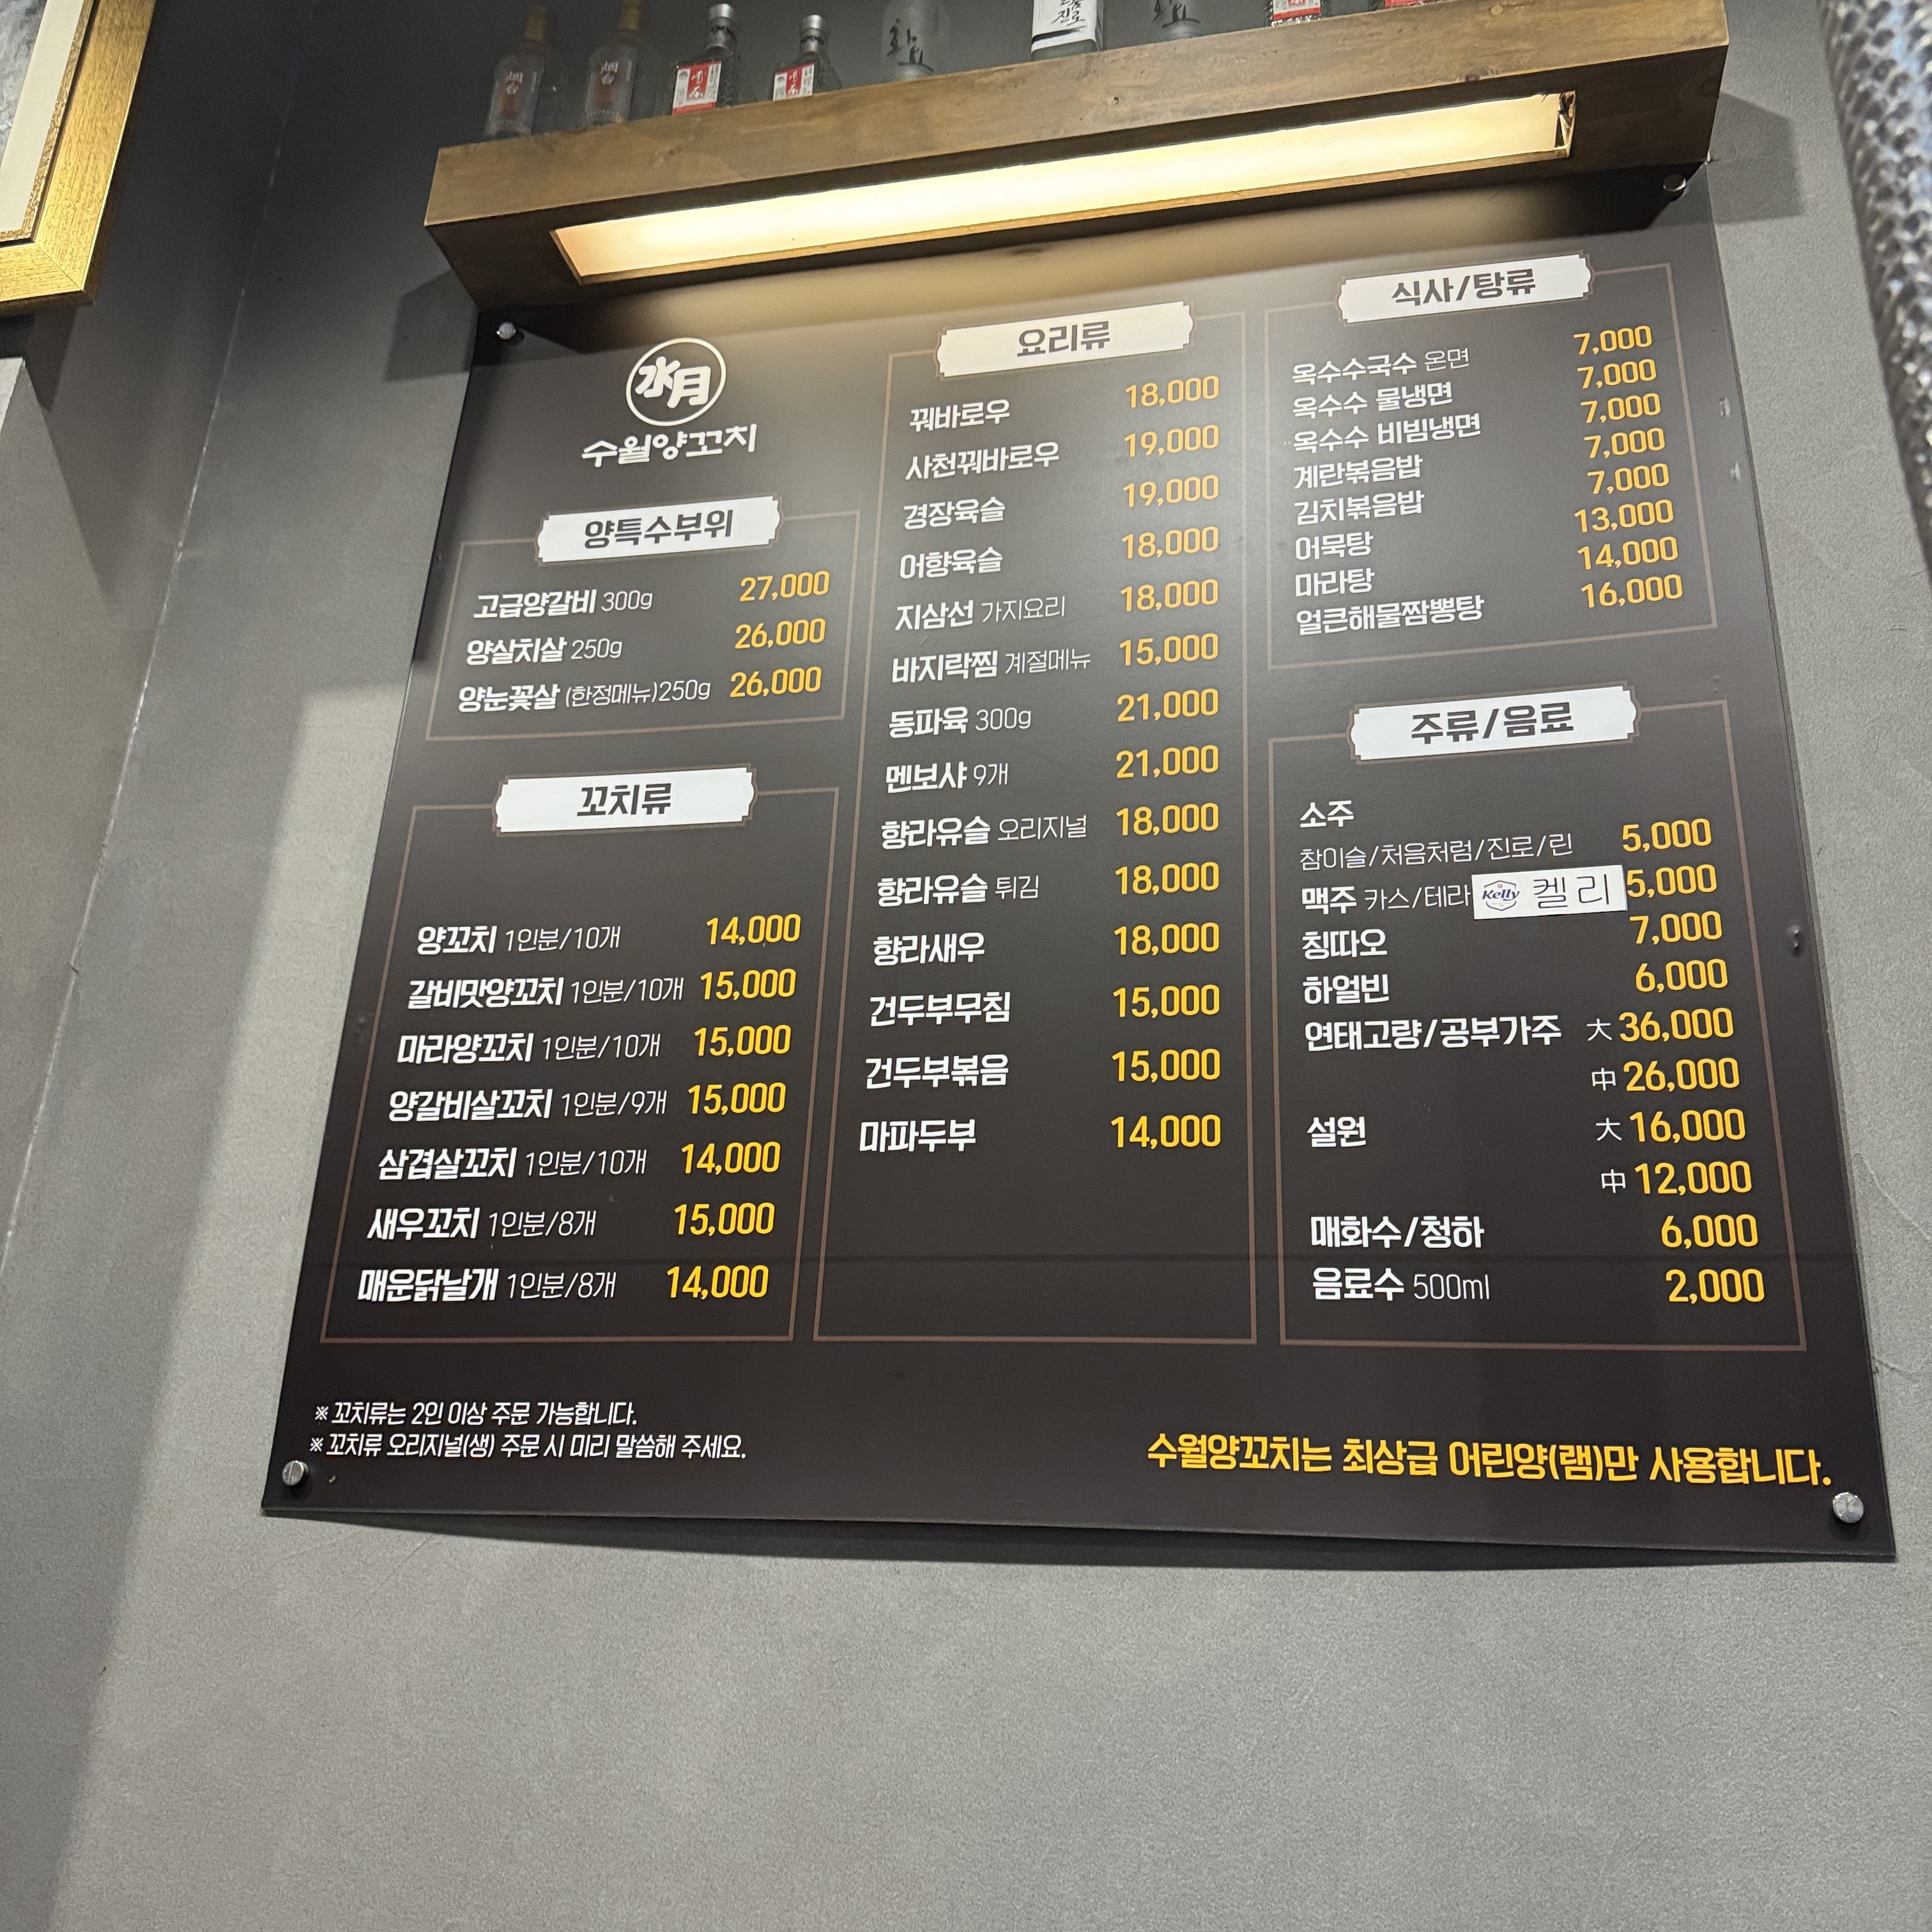 烟台
烟台
진로
화요
水月
수월양꼬치
양특수부위
고급양갈비 300g 27,000
양살치살 250g 26,000
양눈꽃살 (한정메뉴)250g 26,000
꼬치류
양꼬치 1인분/10개 14,000
갈비맛양꼬치 1인분/10개 15,000
마라양꼬치 1인분/10개 15,000
양갈비살꼬치 1인분/9개 15,000
삼겹살꼬치 1인분/10개 14,000
새우꼬치 1인분/8개 15,000
매운닭날개 1인분/8개 14,000
※ 꼬치류는 2인 이상 주문 가능합니다.
※ 꼬치류 오리지널(생) 주문 시 미리 말씀해 주세요.
요리류
꿔바로우 18,000
사천꿔바로우 19,000
경장육슬 19,000
어향육슬 18,000
지삼선 가지요리 18,000
바지락찜 계절메뉴 15,000
동파육 300g 21,000
멘보샤 9개 21,000
향라유슬 오리지널 18,000
향라유슬 튀김 18,000
향라새우 18,000
건두부무침 15,000
건두부볶음 15,000
마파두부 14,000
식사/탕류
옥수수국수 온면 7,000
옥수수 물냉면 7,000
옥수수 비빔냉면 7,000
계란볶음밥 7,000
김치볶음밥 7,000
어묵탕 13,000
마라탕 14,000
얼큰해물짬뽕탕 16,000
주류/음료
소주
참이슬/처음처럼/진로/린 5,000
맥주 카스/테라 Kelly 켈리 5,000
칭따오 7,000
하얼빈 6,000
연태고량/공부가주 大 36,000
中 26,000
설원 大 16,000
中 12,000
매화수/청하 6,000
음료수 500ml 2,000
수월양꼬치는 최상급 어린양(램)만 사용합니다.